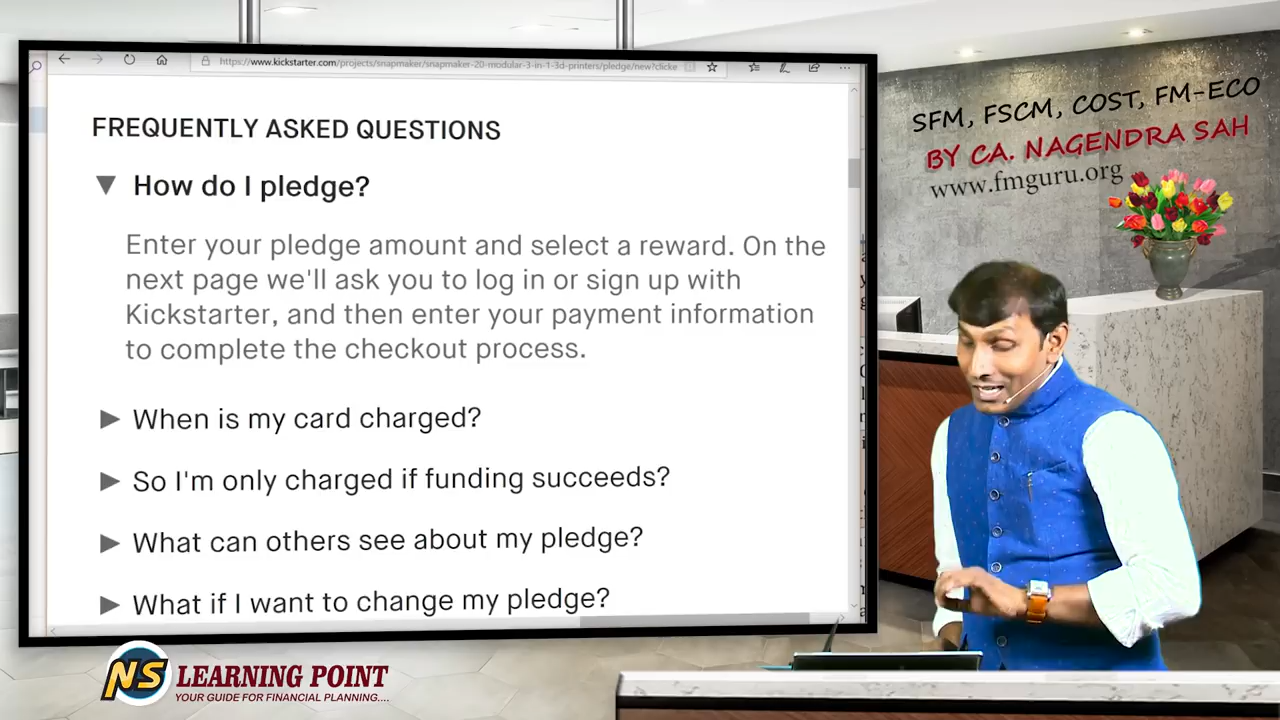 https://www.kickstarter.com/projects/snapmaker/snapmaker-20-modular-3-in-1-3d-printers/pledge/new?clicke
SFM, FSCM, COST, FM-ECO
BY CA. NAGENDRA SAH
www.fmguru.org
FREQUENTLY ASKED QUESTIONS
How do I pledge?
Enter your pledge amount and select a reward. On the
next page we'll ask you to log in or sign up with
Kickstarter, and then enter your payment information
to complete the checkout process.
When is my card charged?
So I'm only charged if funding succeeds?
What can others see about my pledge?
What if I want to change my pledge?
NS LEARNING POINT
YOUR GUIDE FOR FINANCIAL PLANNING....